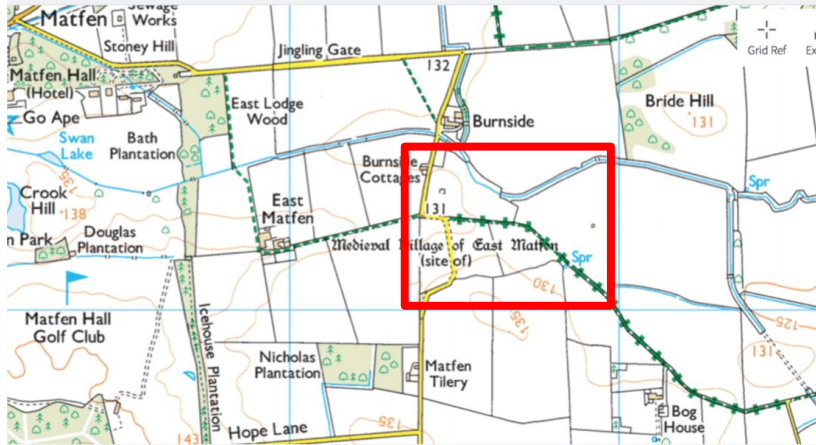 Sewage
Works
Matfen
Stoney Hill
Jingling Gate
132
Matfen Hall
(Hotel)
Go Ape
Swan
Lake
Bath
Plantation
East Lodge
Wood
Burnside
Bride Hill
131
Grid Ref
Ex
Burnside
Cottages
135
Crook
Hill
138
East
Matfen
131
Spr
n Park
Douglas
Plantation
Medieval Village of East Matfen
(site of)
Spr
130
135
Matfen Hall
Golf Club
Icehouse Plantation
125
131
Nicholas
Plantation
Matfen
Tilery
Bog
House
Hope Lane
135
143